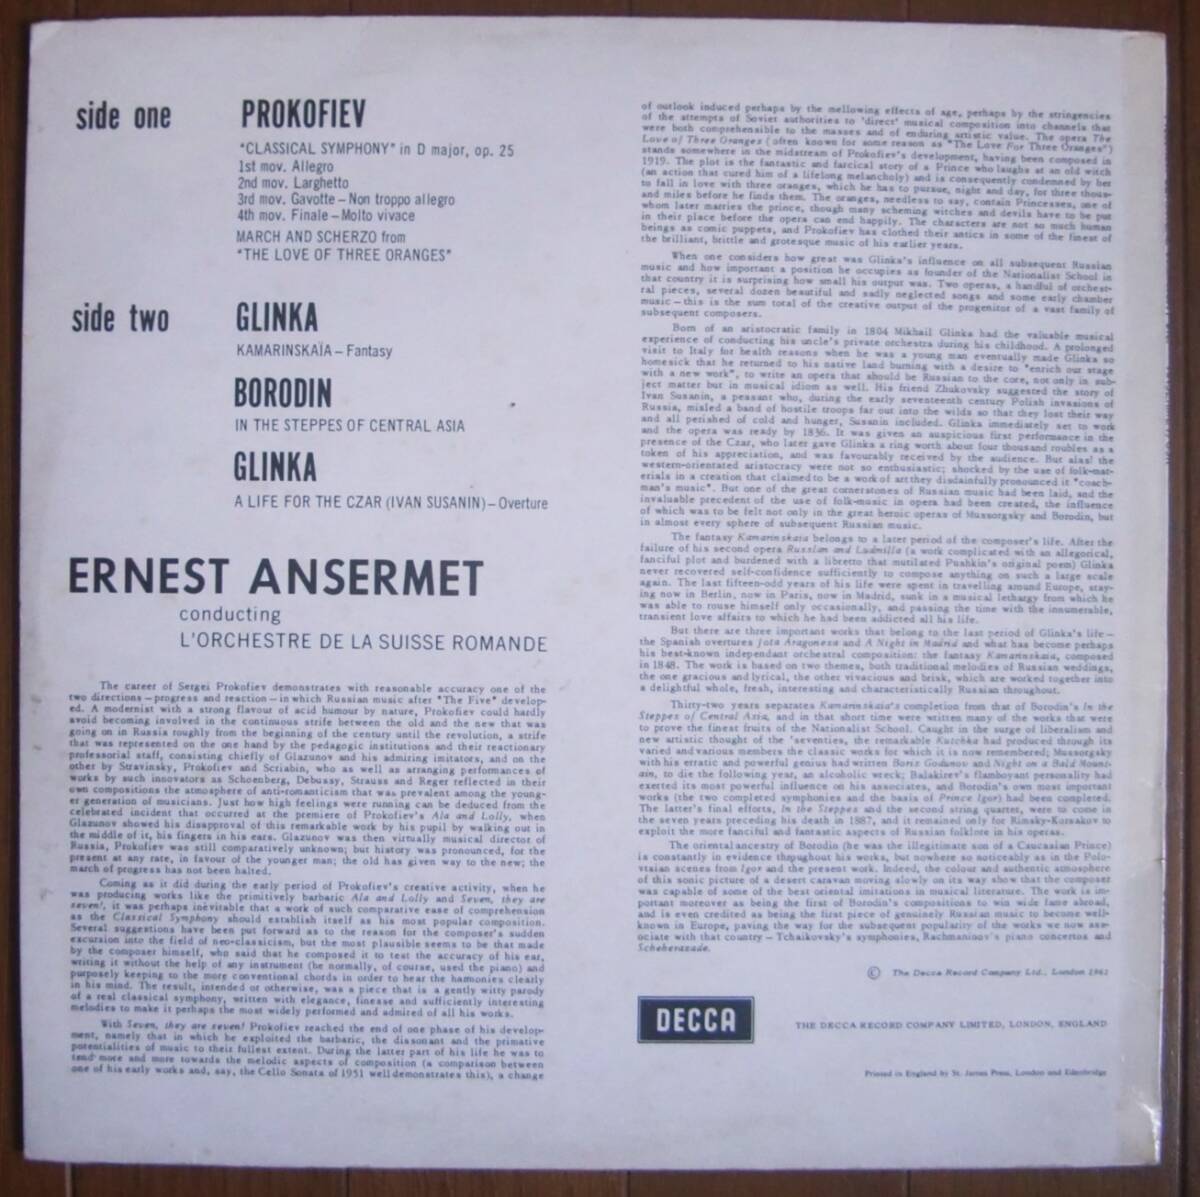 side one PROKOFIEV
"CLASSICAL SYMPHONY" in D major, op. 25
1st mov. Allegro
2nd mov. Larghetto
3rd mov. Gavotte – Non troppo allegro
4th mov. Finale – Molto vivace
MARCH AND SCHERZO from
"THE LOVE OF THREE ORANGES"
side two GLINKA
KAMARINSKAÏA – Fantasy
BORODIN
IN THE STEPPES OF CENTRAL ASIA
GLINKA
A LIFE FOR THE CZAR (IVAN SUSANIN) – Overture
ERNEST ANSERMET
conducting
L'ORCHESTRE DE LA SUISSE ROMANDE
The career of Sergei Prokofiev demonstrates with reasonable accuracy one of the
two directions – progress and reaction – in which Russian music after "The Five" develop-
ed. A modernist with a strong flavour of acid humour by nature, Prokofiev could hardly
avoid becoming involved in the continuous strife between the old and the new that was
going on in Russia roughly from the beginning of the century until the revolution, a strife
that was represented on the one hand by the pedagogic institutions and their reactionary
professorial staff, consisting chiefly of Glazunov and his admiring imitators, and on the
other by Stravinsky, Prokofiev and Scriabin, who as well as arranging performances of
works by such innovators as Schoenberg, Debussy, Strauss and Reger reflected in their
own compositions the atmosphere of anti-romanticism that was prevalent among the young-
er generation of musicians. Just how high feelings were running can be deduced from the
celebrated incident that occurred at the premiere of Prokofiev's Ala and Lolly, when
Glazunov showed his disapproval of this remarkable work by his pupil by walking out in
the middle of it, his fingers in his ears. Glazunov was then virtually musical director of
Russia, Prokofiev was still comparatively unknown; but history was pronounced, for the
present at any rate, in favour of the younger man; the old has given way to the new; the
march of progress has not been halted.
Coming as it did during the early period of Prokofiev's creative activity, when he
was producing works like the primitively barbaric Ala and Lolly and Seven, they are
seven!, it was perhaps inevitable that a work of such comparative ease of comprehension
as the Classical Symphony should establish itself as his most popular composition.
Several suggestions have been put forward as to the reason for the composer's sudden
excursion into the field of neo-classicism, but the most plausible seems to be that made
by the composer himself, who said that he composed it to test the accuracy of his ear,
writing it without the help of any instrument (he normally, of course, used the piano) and
purposely keeping to the more conventional chords in order to hear the harmonies clearly
in his mind. The result, intended or otherwise, was a piece that is a gently witty parody
of a real classical symphony, written with elegance, finease and sufficiently interesting
melodies to make it perhaps the most widely performed and admired of all his works.
With Seven, they are seven! Prokofiev reached the end of one phase of his develop-
ment, namely that in which he exploited the barbaric, the dissonant and the primative
potentialities of music to their fullest extent. During the latter part of his life he was to
tend more and more towards the melodic aspects of composition (a comparison between
one of his early works and, say, the Cello Sonata of 1951 well demonstrates this), a change
of outlook induced perhaps by the mellowing effects of age, perhaps by the stringencies
of the attempts of Soviet authorities to 'direct' musical composition into channels that
were both comprehensible to the masses and of enduring artistic value. The opera The
Love of Three Oranges (often known for some reason as "The Love For Three Oranges")
stands somewhere in the midstream of Prokofiev's development, having been composed in
1919. The plot is the fantastic and farcical story of a Prince who laughs at an old witch
(an action that cured him of a lifelong melancholy) and is consequently condemned by her
to fall in love with three oranges, which he has to pursue, night and day, for three thous-
and miles before he finds them. The oranges, needless to say, contain Princesses, one of
whom later marries the prince, though many scheming witches and devils have to be put
in their place before the opera can end happily. The characters are not so much human
beings as comic puppets, and Prokofiev has clothed their antics in some of the finest of
the brilliant, brittle and grotesque music of his earlier years.
When one considers how great was Glinka's influence on all subsequent Russian
music and how important a position he occupies as founder of the Nationalist School in
that country it is surprising how small his output was. Two operas, a handful of orchest-
ral pieces, several dozen beautiful and sadly neglected songs and some early chamber
music – this is the sum total of the creative output of the progenitor of a vast family of
subsequent composers.
Born of an aristocratic family in 1804 Mikhail Glinka had the valuable musical
experience of conducting his uncle's private orchestra during his childhood. A prolonged
visit to Italy for health reasons when he was a young man eventually made Glinka so
homesick that he returned to his native land burning with a desire to "enrich our stage
with a new work", to write an opera that should be Russian to the core, not only in sub-
ject matter but in musical idiom as well. His friend Zhukovsky suggested the story of
Ivan Susanin, a peasant who, during the early seventeenth century Polish invasions of
Russia, misled a band of hostile troops far out into the wilds so that they lost their way
and all perished of cold and hunger, Susanin included. Glinka immediately set to work
and the opera was ready by 1836. It was given an auspicious first performance in the
presence of the Czar, who later gave Glinka a ring worth about four thousand roubles as a
token of his appreciation, and was favourably received by the audience. But alas! the
western-orientated aristocracy were not so enthusiastic; shocked by the use of folk-mat-
erials in a creation that claimed to be a work of art they disdainfully pronounced it "coach-
man's music". But one of the great cornerstones of Russian music had been laid, and the
invaluable precedent of the use of folk-music in opera had been created, the influence
of which was to be felt not only in the great heroic operas of Mussorgsky and Borodin, but
in almost every sphere of subsequent Russian music.
The fantasy Kamarinskaia belongs to a later period of the composer's life. After the
failure of his second opera Russlan and Ludmilla (a work complicated with an allegorical,
fanciful plot and burdened with a libretto that mutilated Pushkin's original poem) Glinka
never recovered self-confidence sufficiently to compose anything on such a large scale
again. The last fifteen-odd years of his life were spent in travelling around Europe, stay-
ing now in Berlin, now in Paris, now in Madrid, sunk in a musical lethargy from which he
was able to rouse himself only occasionally, and passing the time with the innumerable,
transient love affairs to which he had been addicted all his life.
But there are three important works that belong to the last period of Glinka's life –
the Spanish overtures Jota Aragonesa and A Night in Madrid and what has become perhaps
his best-known independant orchestral composition: the fantasy Kamarinskaia, composed
in 1848. The work is based on two themes, both traditional melodies of Russian weddings,
the one gracious and lyrical, the other vivacious and brisk, which are worked together into
a delightful whole, fresh, interesting and characteristically Russian throughout.
Thirty-two years separates Kamarinskaia's completion from that of Borodin's In the
Steppes of Central Asia, and in that short time were written many of the works that were
to prove the finest fruits of the Nationalist School. Caught in the surge of liberalism and
new artistic thought of the 'seventies, the remarkable Kutchka had produced through its
varied and various members the classic works for which it is now remembered; Mussorgsky
with his erratic and powerful genius had written Boris Godunov and Night on a Bald Mount-
ain, to die the following year, an alcoholic wreck; Balakirev's flamboyant personality had
exerted its most powerful influence on his associates, and Borodin's own most important
works (the two completed symphonies and the basis of Prince Igor) had been completed.
The latter's final efforts, In the Steppes and the second string quartet, were to come in
the seven years preceding his death in 1887, and it remained only for Rimsky-Korsakov to
exploit the more fanciful and fantastic aspects of Russian folklore in his operas.
The oriental ancestry of Borodin (he was the illegitimate son of a Caucasian Prince)
is constantly in evidence throughout his works, but nowhere so noticeably as in the Polo-
vtsian scenes from Igor and the present work. Indeed, the colour and authentic atmosphere
of this sonic picture of a desert caravan moving slowly on its way show that the composer
was capable of some of the best oriental imitations in musical literature. The work is im-
portant moreover as being the first of Borodin's compositions to win wide fame abroad,
and is even credited as being the first piece of genuinely Russian music to become well-
known in Europe, paving the way for the subsequent popularity of the works we now ass-
ociate with that country – Tchaikovsky's symphonies, Rachmaninov's piano concertos and
Scheherazade.
© The Decca Record Company Ltd., London 1961
DECCA
THE DECCA RECORD COMPANY LIMITED, LONDON, ENGLAND
Printed in England by St. James Press, London and Edenbridge